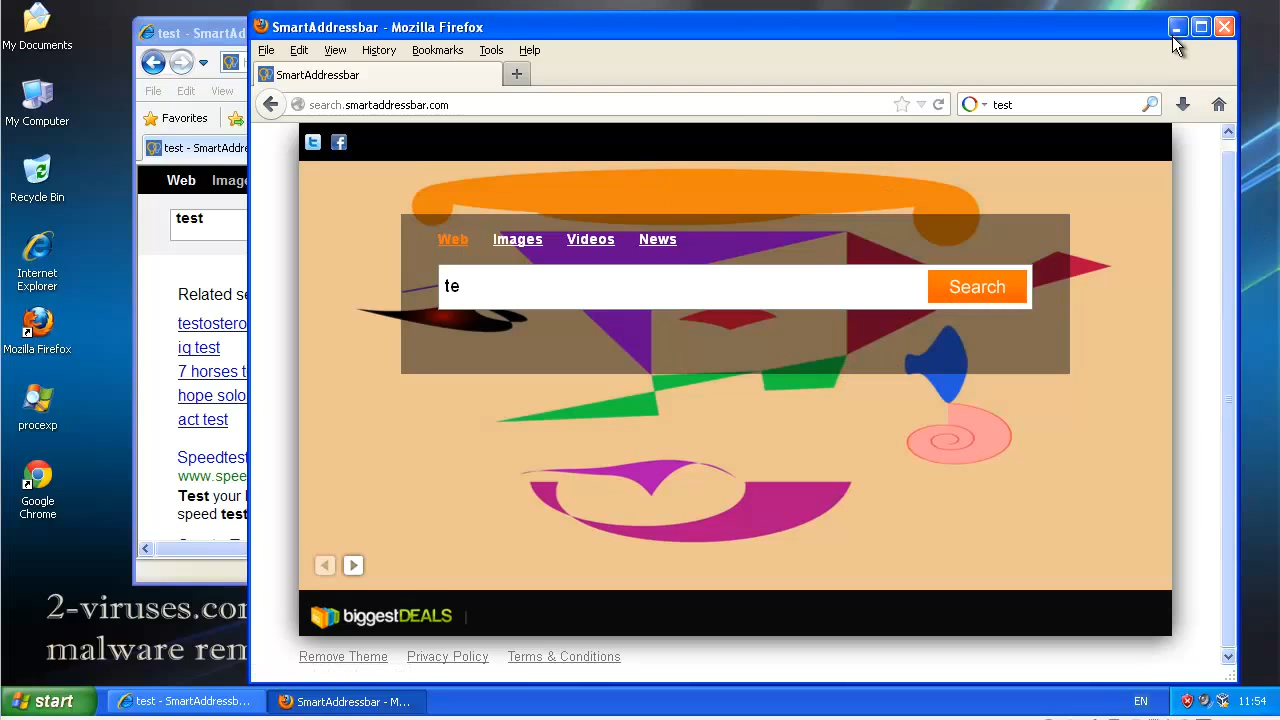 My Documents
My Computer
Recycle Bin
Internet
Explorer
Mozilla Firefox
procexp
Google
Chrome
test - SmartAd
File Edit View
Favorites
test - SmartAddre
Web Image
test
Related se
testostero
iq test
7 horses t
hope solo
act test
Speedtest
www.spee
Test your
speed test
SmartAddressbar - Mozilla Firefox
File Edit View History Bookmarks Tools Help
SmartAddressbar
search.smartaddressbar.com
test
Web Images Videos News
te
Search
biggestDEALS
Remove Theme Privacy Policy Terms & Conditions
2-viruses.co
malware rem
start
test - SmartAddressb...
SmartAddressbar - M...
EN
11:54